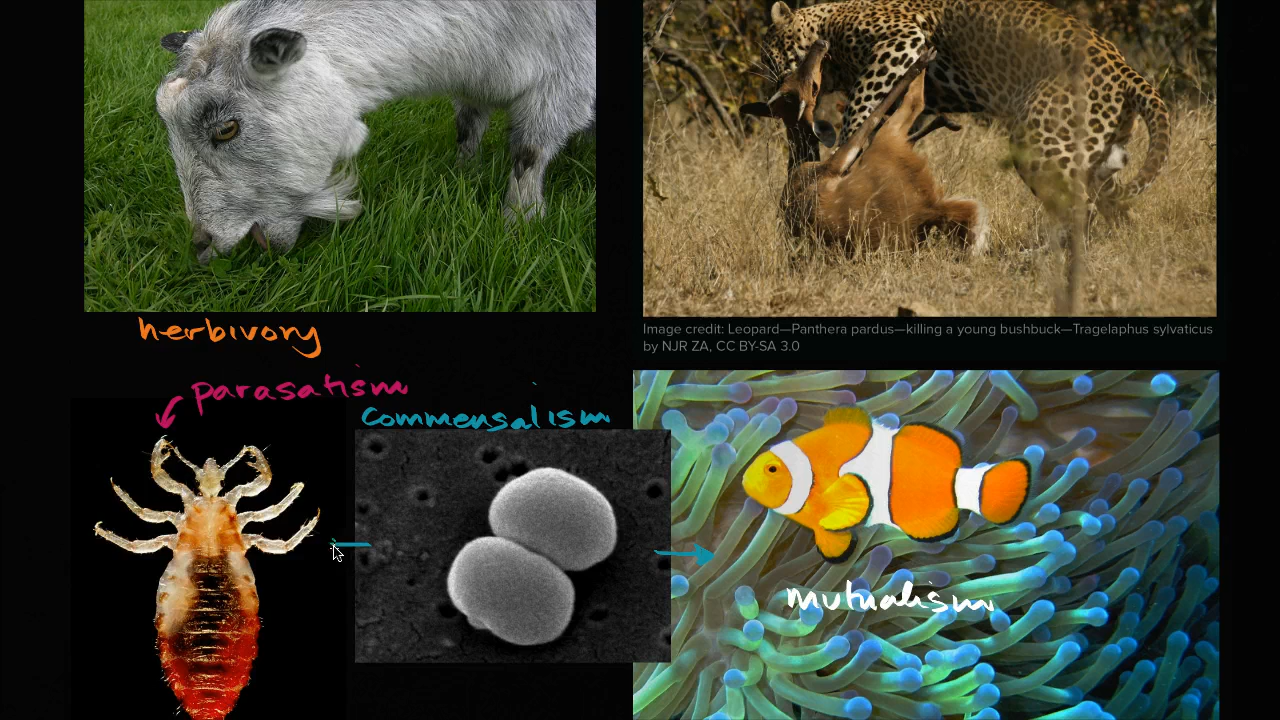 herbivory
Image credit: Leopard—Panthera pardus—killing a young bushbuck—Tragelaphus sylvaticus
by NJR ZA, CC BY-SA 3.0
parasatism
commensalism
mutualism